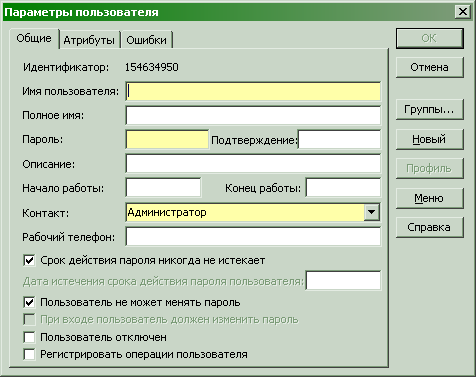 Параметры пользователя
Общие Атрибуты Ошибки
OK
Идентификатор: 154634950
Отмена
Имя пользователя:
Полное имя:
Группы...
Пароль: Подтверждение:
Новый
Описание:
Профиль
Начало работы: Конец работы:
Меню
Контакт: Администратор
Справка
Рабочий телефон:
Срок действия пароля никогда не истекает
Дата истечения срока действия пароля пользователя:
Пользователь не может менять пароль
При входе пользователь должен изменить пароль
Пользователь отключен
Регистрировать операции пользователя